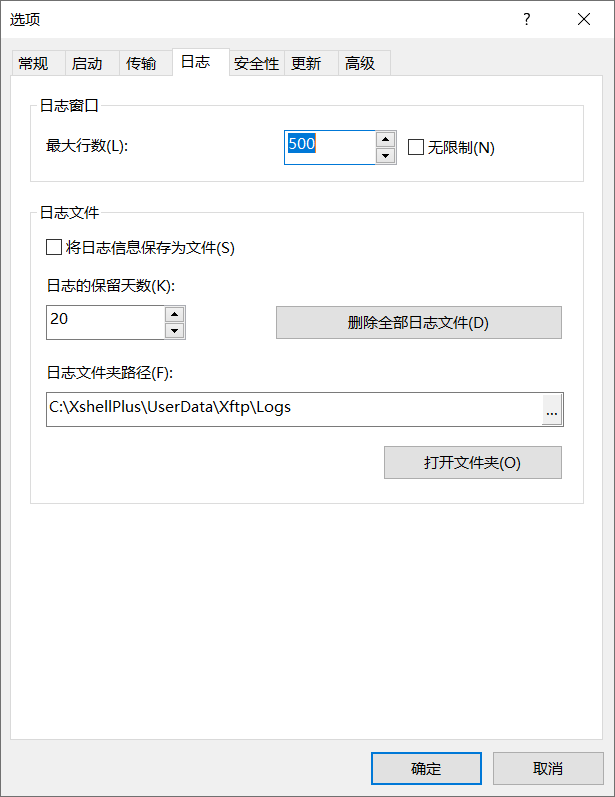 选项
?
常规 启动 传输 日志 安全性 更新 高级
日志窗口
最大行数(L): 500 无限制(N)
日志文件
将日志信息保存为文件(S)
日志的保留天数(K):
20 删除全部日志文件(D)
日志文件夹路径(F):
C:\XshellPlus\UserData\Xftp\Logs ...
打开文件夹(O)
确定 取消